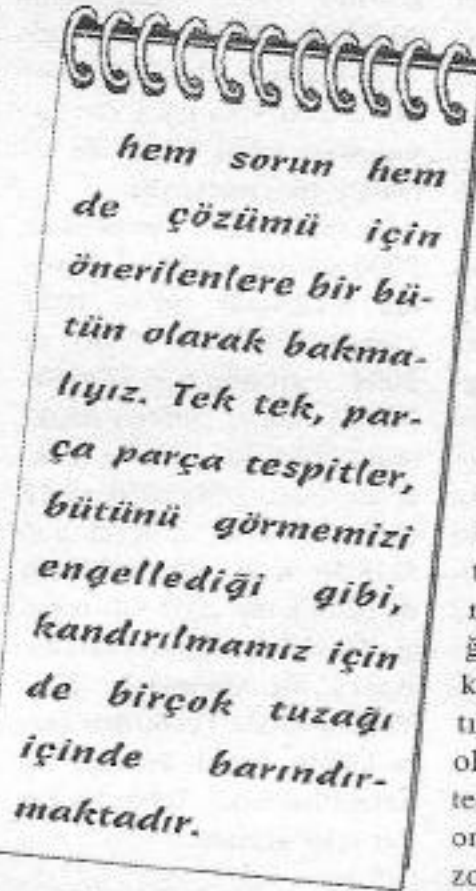 hem sorun hem
de çözümü için
önerilenlere bir bü-
tün olarak bakma-
lıyız. Tek tek, par-
ça parça tespitler,
bütünü görmemizi
engellediği gibi,
kandırılmamız için
de birçok tuzağı
içinde barındır-
maktadır.